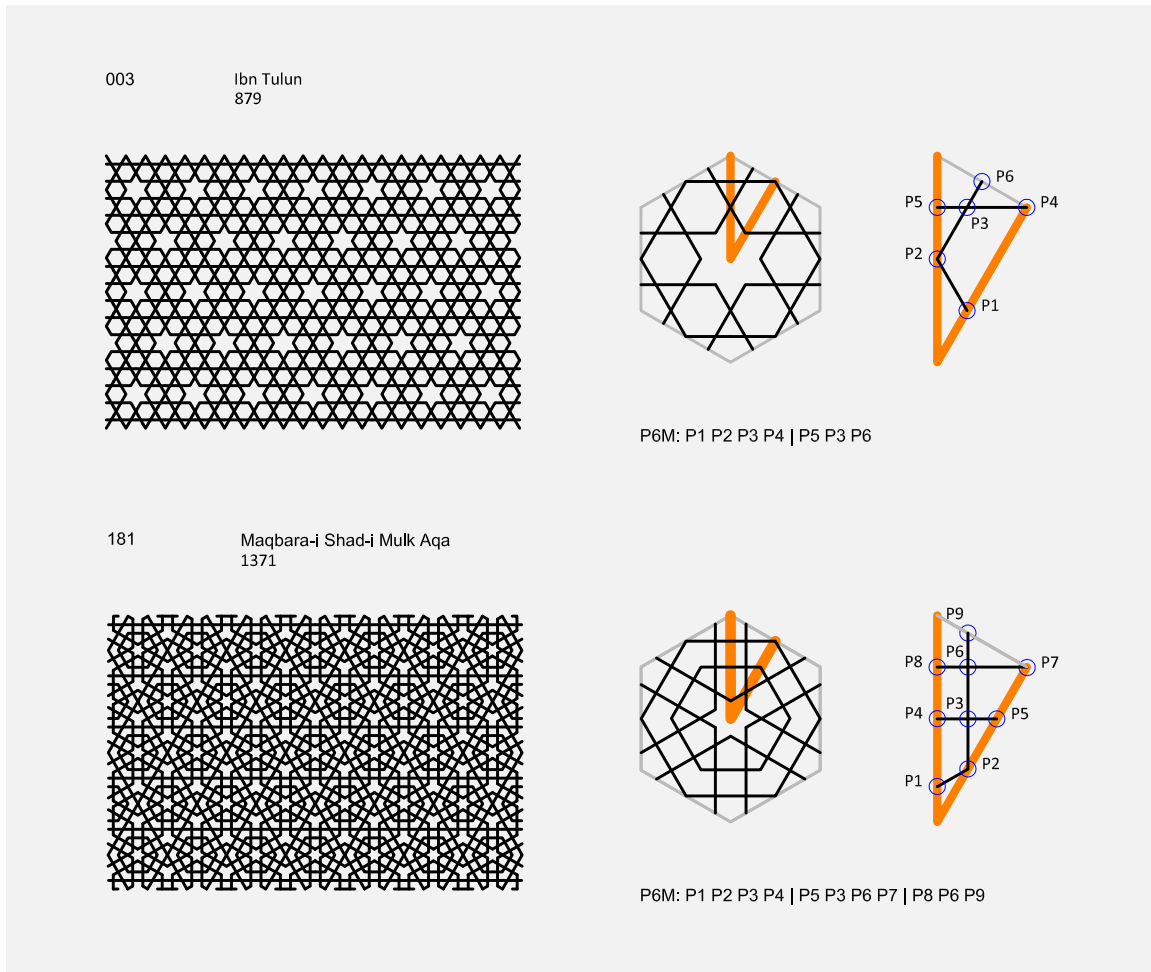 003 Ibn Tulun
879
P6
P5 P3 P4
P2
P1
P6M: P1 P2 P3 P4 | P5 P3 P6
181 Maqbara-i Shad-i Mulk Aqa
1371
P9
P8 P6 P7
P4 P3 P5
P1 P2
P6M: P1 P2 P3 P4 | P5 P3 P6 P7 | P8 P6 P9